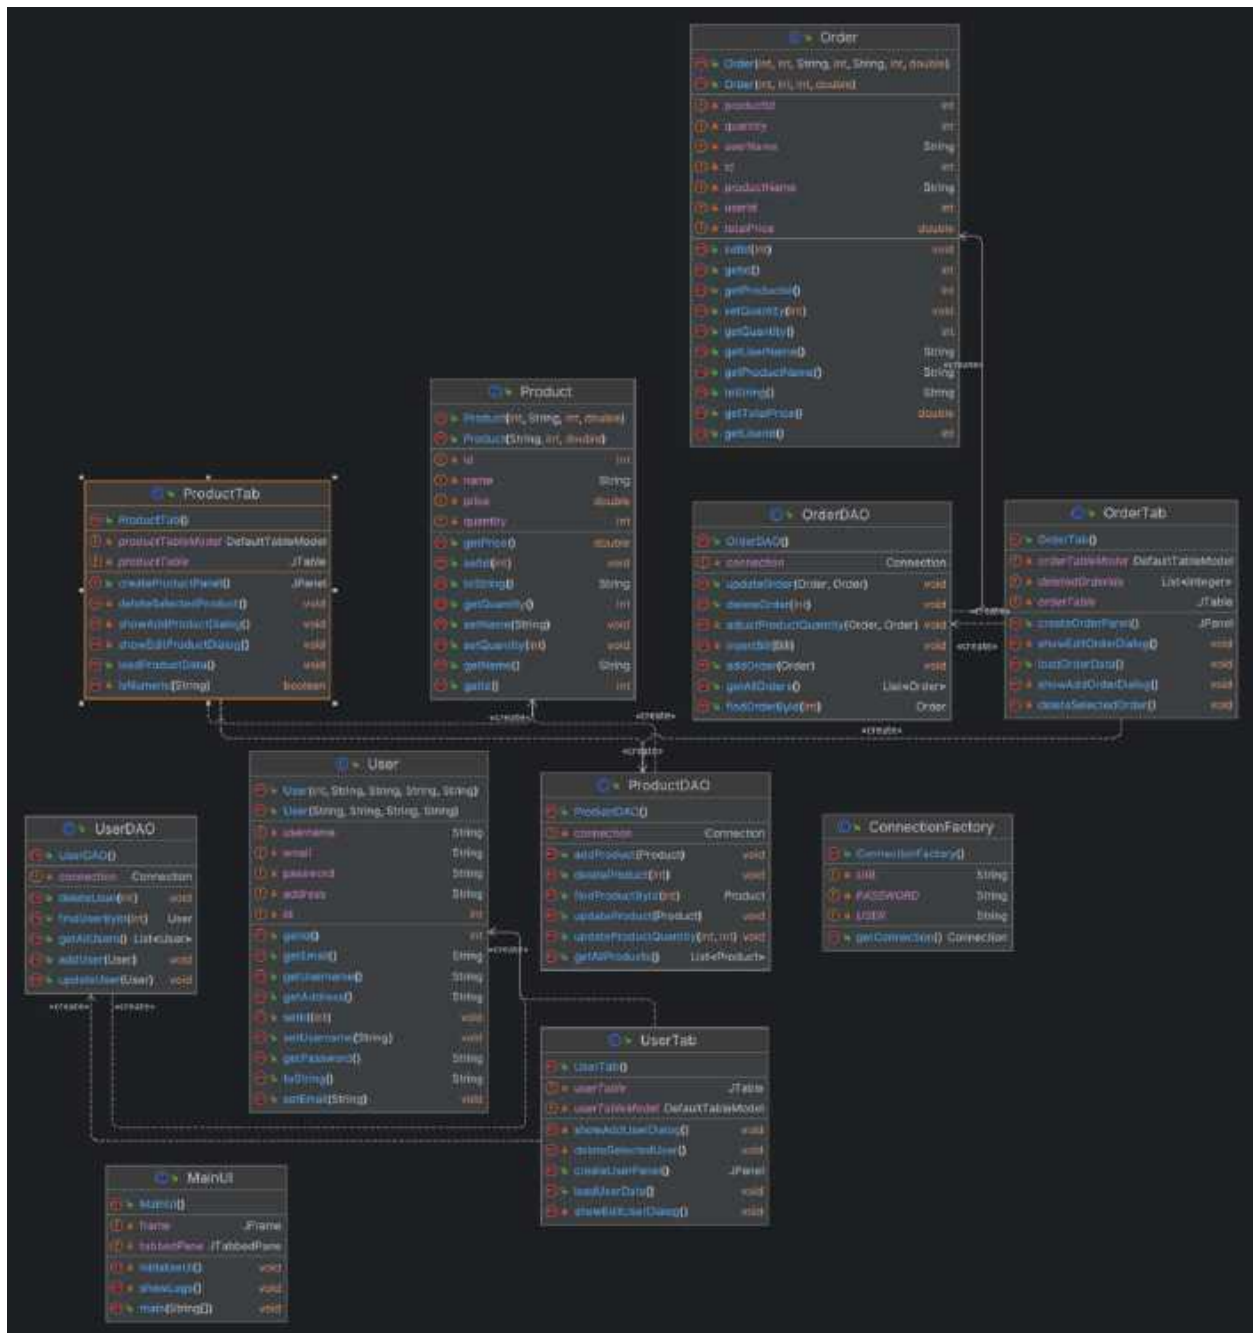 Order
Order(int, int, String, int, String, int, double)
Order(int, int, int, double)
productId int
quantity int
userName String
id int
productName String
userId int
totalPrice double
setId(int) void
getId() int
getProductId() int
setQuantity(int) void
getQuantity() int
getUserName() String
getProductName() String
toString() String
getTotalPrice() double
getUserId() int
«create»
Product
Product(int, String, int, double)
Product(String, int, double)
id int
name String
price double
quantity int
getPrice() double
setId(int) void
toString() String
getQuantity() int
setName(String) void
setQuantity(int) void
getName() String
getId() int
ProductTab
ProductTab()
productTableModel DefaultTableModel
productTable JTable
createProductPanel() JPanel
deleteSelectedProduct() void
showAddProductDialog() void
showEditProductDialog() void
loadProductData() void
isNumeric(String) boolean
OrderDAO
OrderDAO()
connection Connection
updateOrder(Order, Order) void
deleteOrder(int) void
adjustProductQuantity(Order, Order) void
insertBill(Bill) void
addOrder(Order) void
getAllOrders() List<Order>
findOrderById(int) Order
OrderTab
OrderTab()
orderTableModel DefaultTableModel
deletedOrderIds List<Integer>
orderTable JTable
createOrderPanel() JPanel
showEditOrderDialog() void
loadOrderData() void
showAddOrderDialog() void
deleteSelectedOrder() void
«create»
«create»
«create»
«create»
«create»
«create»
User
User(int, String, String, String, String)
User(String, String, String, String)
username String
email String
password String
address String
id int
getId() int
getEmail() String
getUsername() String
getAddress() String
setId(int) void
setUsername(String) void
getPassword() String
toString() String
setEmail(String) void
«create»
ProductDAO
ProductDAO()
connection Connection
addProduct(Product) void
deleteProduct(int) void
findProductById(int) Product
updateProduct(Product) void
updateProductQuantity(int, int) void
getAllProducts() List<Product>
ConnectionFactory
ConnectionFactory()
URL String
PASSWORD String
USER String
getConnection() Connection
UserDAO
UserDAO()
connection Connection
deleteUser(int) void
findUserById(int) User
getAllUsers() List<User>
addUser(User) void
updateUser(User) void
«create» «create»
UserTab
UserTab()
userTable JTable
userTableModel DefaultTableModel
showAddUserDialog() void
deleteSelectedUser() void
createUserPanel() JPanel
loadUserData() void
showEditUserDialog() void
MainUI
MainUI()
frame JFrame
tabbedPane JTabbedPane
initializeUI() void
showLogs() void
main(String[]) void